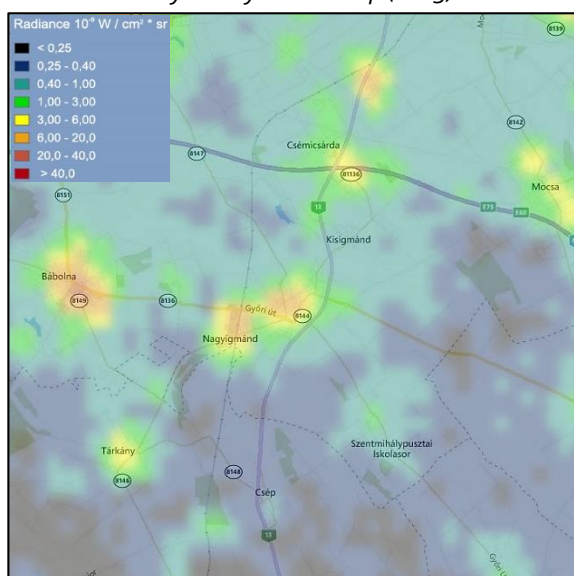 Radiance 10⁻⁹ W / cm² * sr
< 0,25
0,25 - 0,40
0,40 - 1,00
1,00 - 3,00
3,00 - 6,00
6,00 - 20,0
20,0 - 40,0
> 40,0
8139
8142
8147
Csémicsárda
81136
Mocsa
8151
13
E75
E60
Kisigmánd
Bábolna
8149
8136
Győri út
8144
Nagyigmánd
Tárkány
8146
8148
Szentmihálypusztai
Iskolasor
Csép
13